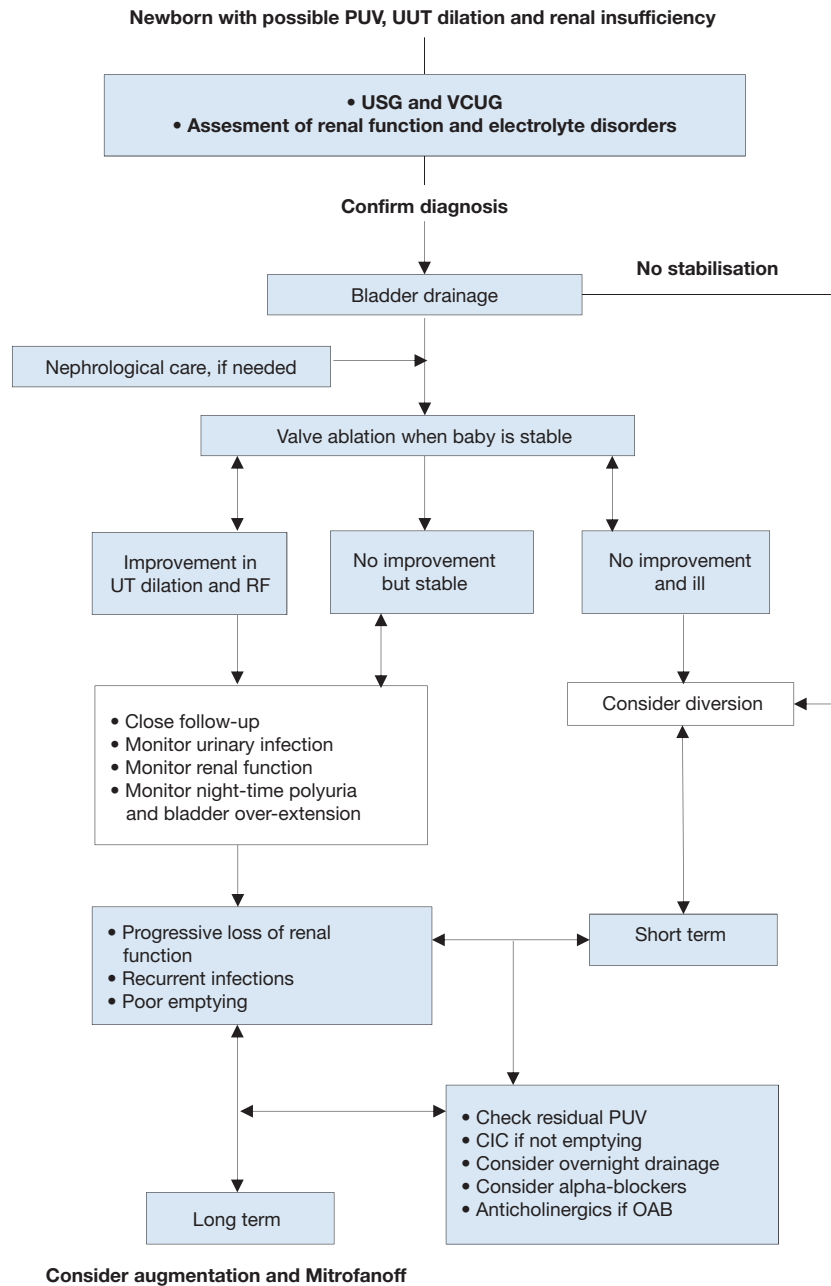 Newborn with possible PUV, UUT dilation and renal insufficiency
• USG and VCUG
• Assesment of renal function and electrolyte disorders
Confirm diagnosis
No stabilisation
Bladder drainage
Nephrological care, if needed
Valve ablation when baby is stable
Improvement in
UT dilation and RF
No improvement
but stable
No improvement
and ill
• Close follow-up
• Monitor urinary infection
• Monitor renal function
• Monitor night-time polyuria
and bladder over-extension
Consider diversion
• Progressive loss of renal
function
• Recurrent infections
• Poor emptying
Short term
• Check residual PUV
• CIC if not emptying
• Consider overnight drainage
• Consider alpha-blockers
• Anticholinergics if OAB
Long term
Consider augmentation and Mitrofanoff